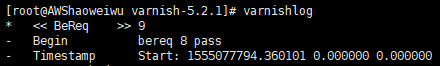 [root@AWShaoweiwu varnish-5.2.1]# varnishlog
*   << BeReq    >> 9
-   Begin          bereq 8 pass
-   Timestamp      Start: 1555077794.360101 0.000000 0.000000